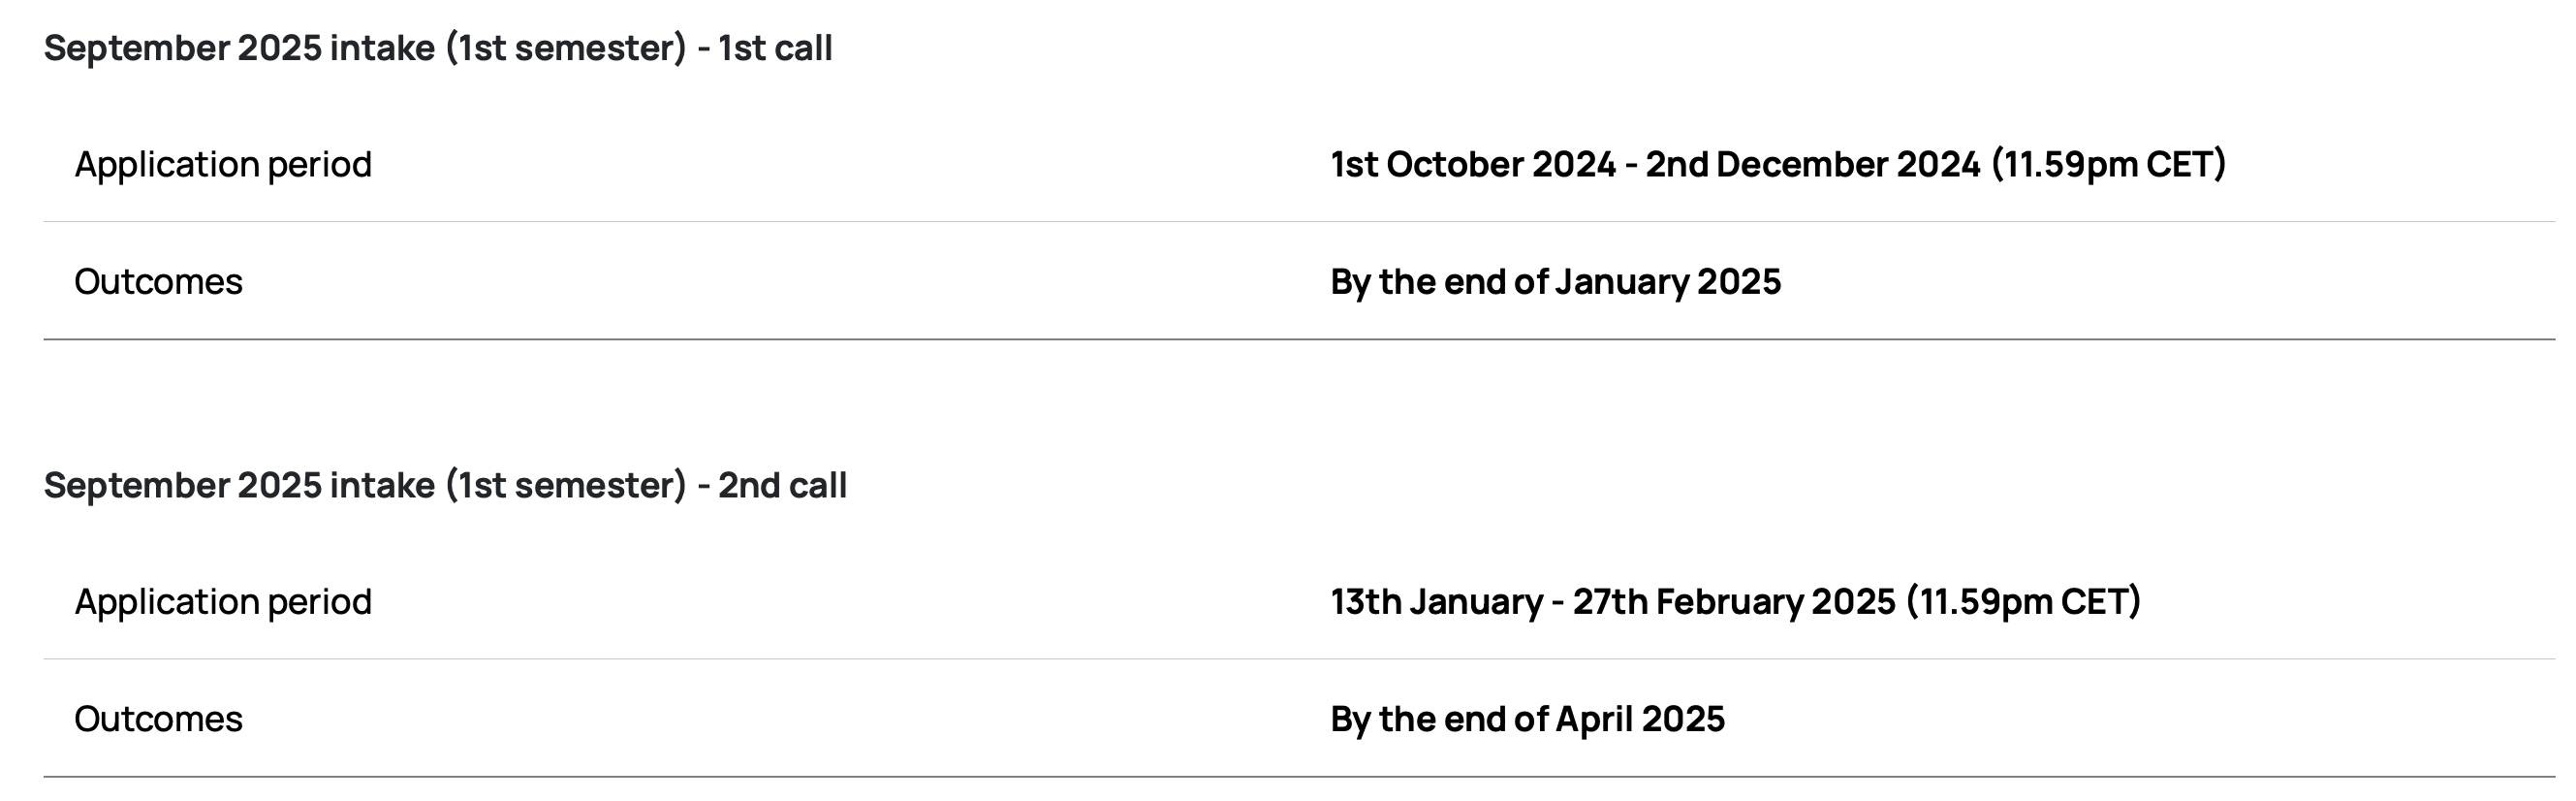 September 2025 intake (1st semester) - 1st call
Application period 1st October 2024 - 2nd December 2024 (11.59pm CET)
Outcomes By the end of January 2025
September 2025 intake (1st semester) - 2nd call
Application period 13th January - 27th February 2025 (11.59pm CET)
Outcomes By the end of April 2025